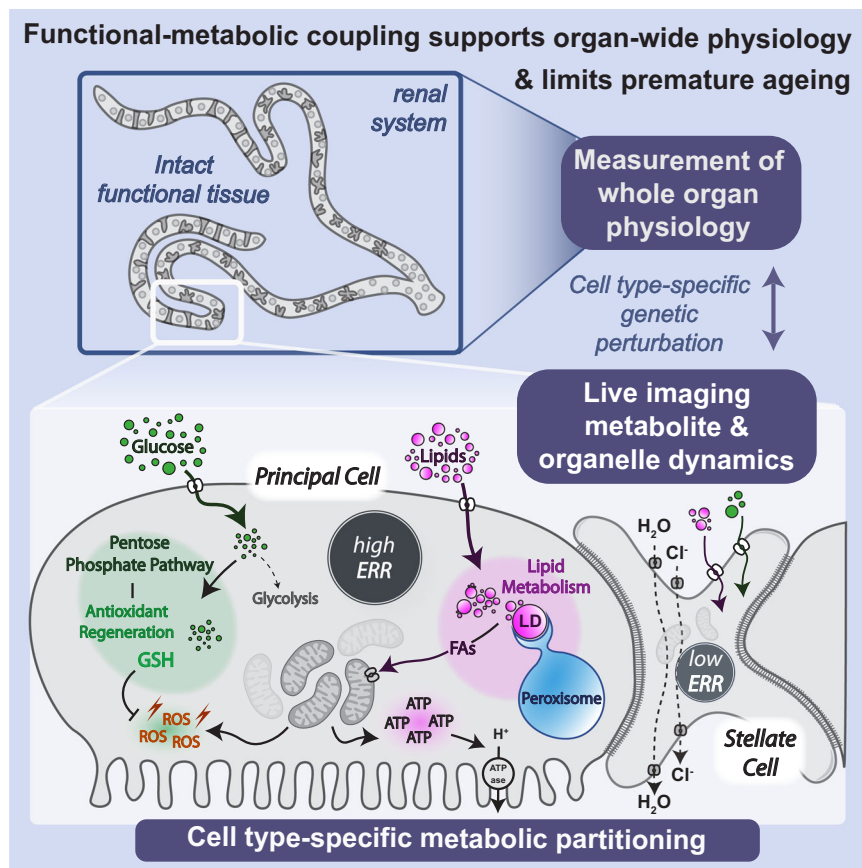 Functional-metabolic coupling supports organ-wide physiology
& limits premature ageing
renal
system
Intact
functional tissue
Measurement of
whole organ
physiology
Cell type-specific
genetic
perturbation
Live imaging
metabolite &
organelle dynamics
Glucose
Principal Cell
Lipids
H₂O
Cl⁻
high
ERR
Pentose
Phosphate Pathway
Antioxidant
Regeneration
GSH
Glycolysis
Lipid
Metabolism
LD
FAs
Peroxisome
low
ERR
ROS
ROS
ROS
ATP
ATP
ATP
ATP
H⁺
ATP
ase
Stellate
Cell
Cl⁻
H₂O
Cell type-specific metabolic partitioning